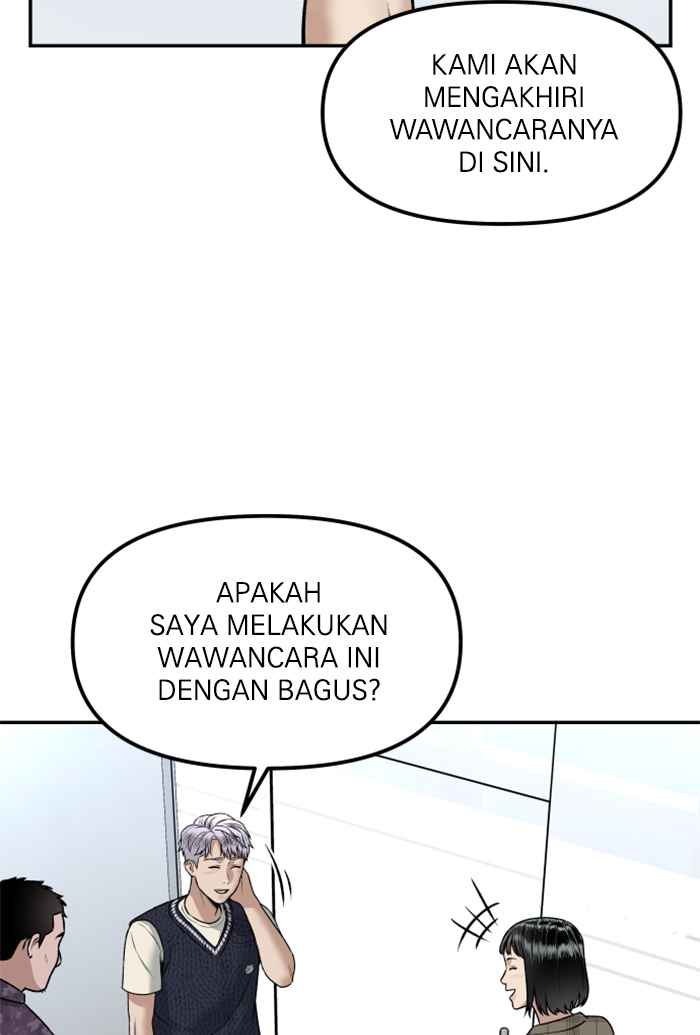 KAMI AKAN
MENGAKHIRI
WAWANCARANYA
DI SINI.
APAKAH
SAYA MELAKUKAN
WAWANCARA INI
DENGAN BAGUS?